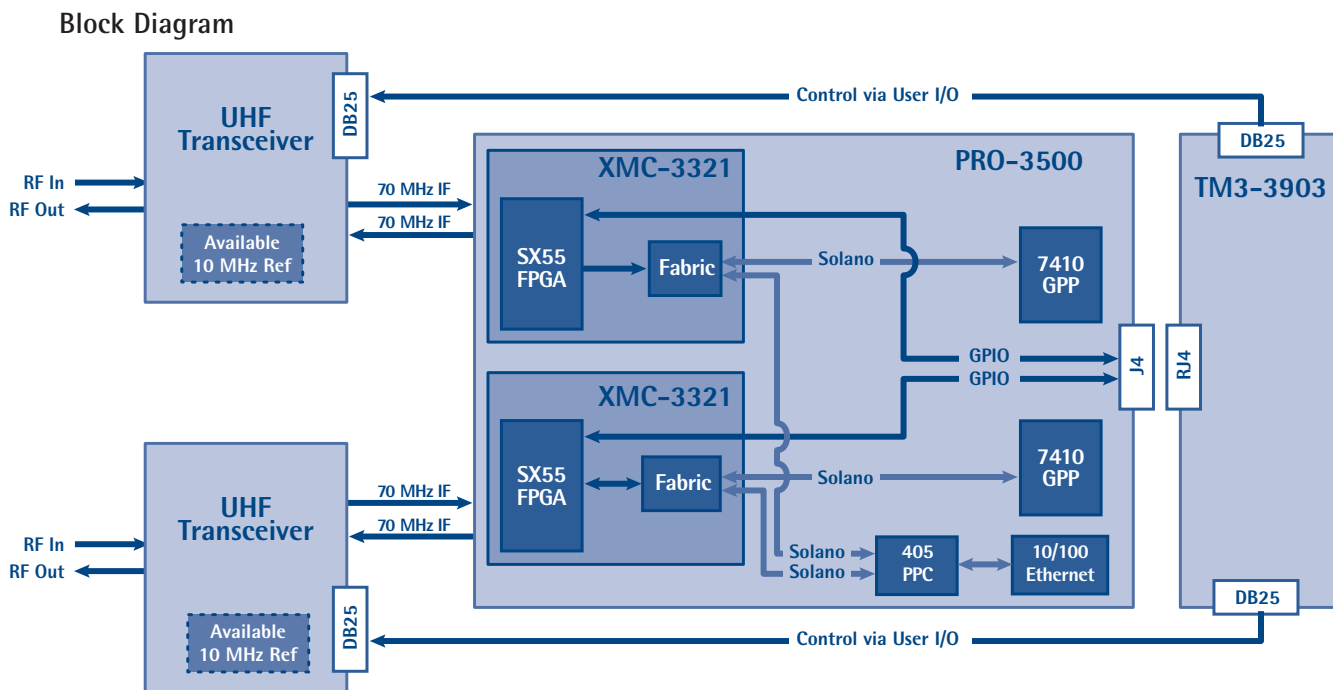 Block Diagram
UHF
Transceiver
DB25
RF In
RF Out
Available
10 MHz Ref
70 MHz IF
70 MHz IF
Control via User I/O
DB25
TM3-3903
PRO-3500
XMC-3321
SX55
FPGA
Fabric
Solano
7410
GPP
GPIO
GPIO
J4
RJ4
XMC-3321
SX55
FPGA
Fabric
Solano
7410
GPP
Solano
Solano
405
PPC
10/100
Ethernet
UHF
Transceiver
70 MHz IF
70 MHz IF
RF In
RF Out
Available
10 MHz Ref
DB25
Control via User I/O
DB25